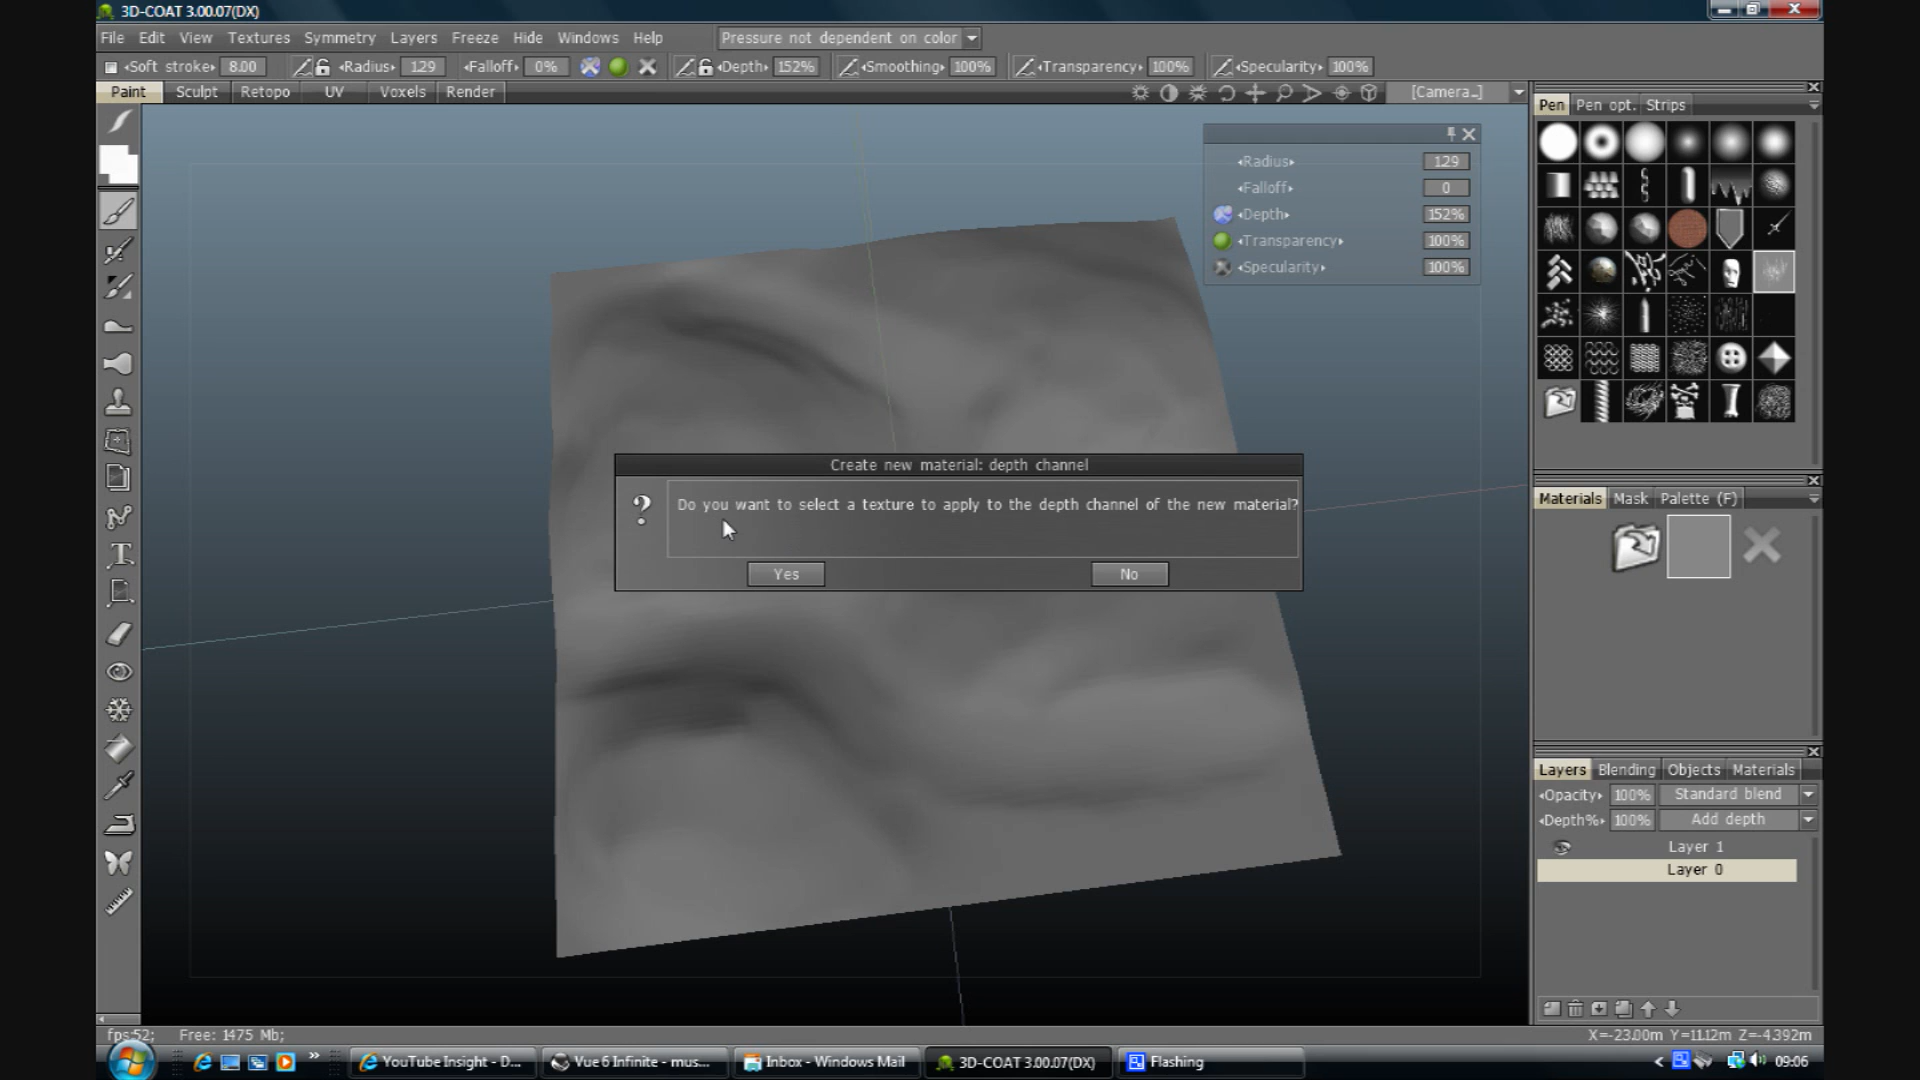 3D-COAT 3.00.07(DX)
File Edit View Textures Symmetry Layers Freeze Hide Windows Help Pressure not dependent on color
Soft stroke 8.00 Radius 129 Falloff 0% Depth 152% Smoothing 100% Transparency 100% Specularity 100%
Paint Sculpt Retopo UV Voxels Render [Camera_]
Pen Pen opt. Strips
Radius 129
Falloff 0
Depth 152%
Transparency 100%
Specularity 100%
Create new material: depth channel
? Do you want to select a texture to apply to the depth channel of the new material?
Yes No
Materials Mask Palette (F)
Layers Blending Objects Materials
Opacity 100% Standard blend
Depth% 100% Add depth
Layer 1
Layer 0
fps:52; Free: 1475 Mb; X=-23.00m Y=11.12m Z=-4.392m
YouTube Insight - D... Vue 6 Infinite - mus... Inbox - Windows Mail 3D-COAT 3.00.07(DX) Flashing 09:06